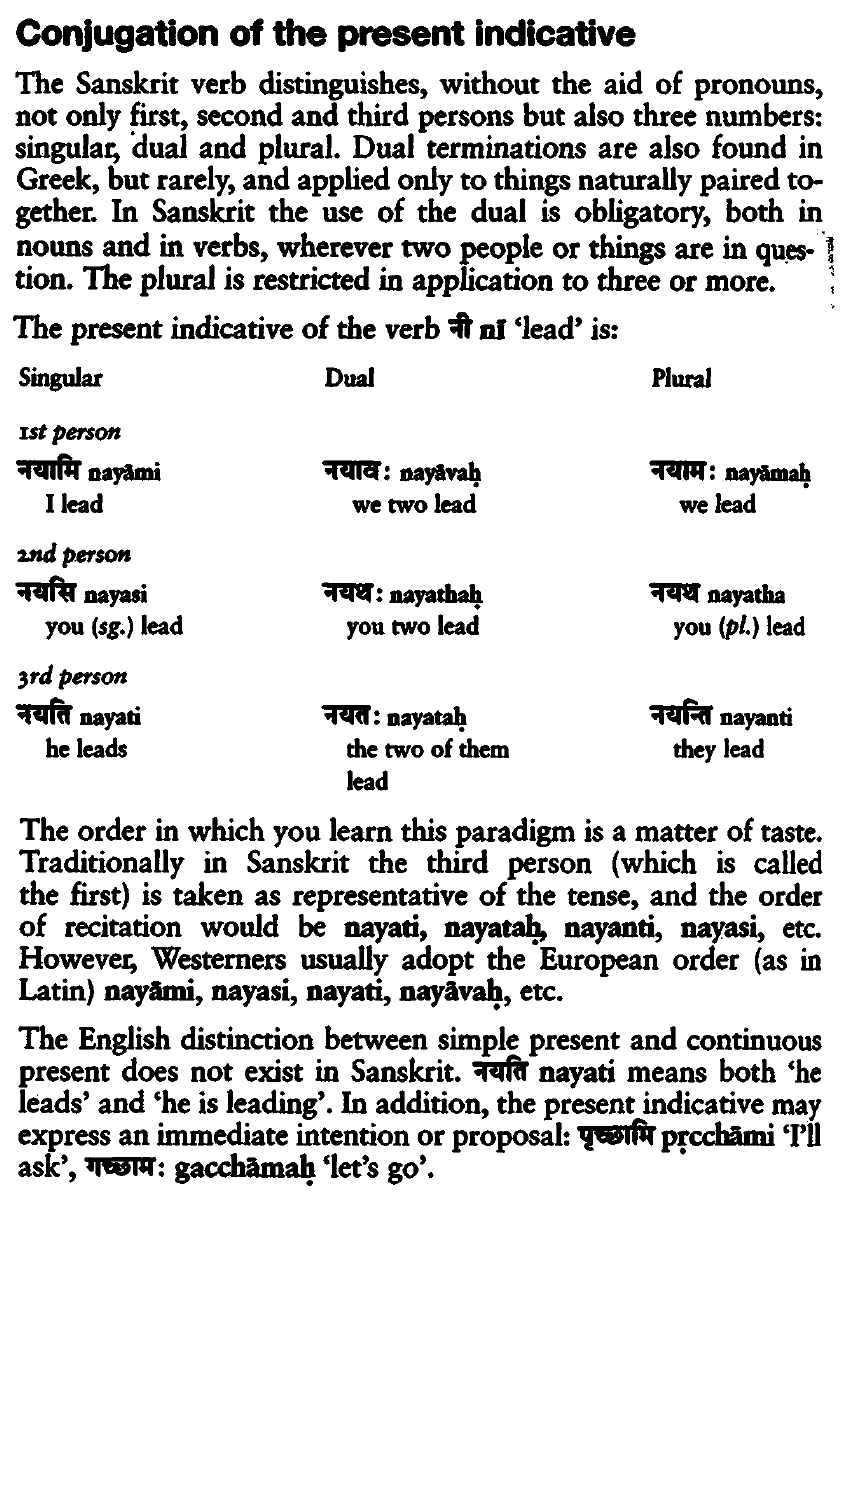 Conjugation of the present indicative
The Sanskrit verb distinguishes, without the aid of pronouns,
not only first, second and third persons but also three numbers:
singular, dual and plural. Dual terminations are also found in
Greek, but rarely, and applied only to things naturally paired to-
gether. In Sanskrit the use of the dual is obligatory, both in
nouns and in verbs, wherever two people or things are in ques-
tion. The plural is restricted in application to three or more.
The present indicative of the verb नी nī ‘lead’ is:
Singular Dual Plural
1st person
नयामि nayāmi नयावः nayāvaḥ नयामः nayāmaḥ
I lead we two lead we lead
2nd person
नयसि nayasi नयथः nayathaḥ नयथ nayatha
you (sg.) lead you two lead you (pl.) lead
3rd person
नयति nayati नयतः nayataḥ नयन्ति nayanti
he leads the two of them they lead
lead
The order in which you learn this paradigm is a matter of taste.
Traditionally in Sanskrit the third person (which is called
the first) is taken as representative of the tense, and the order
of recitation would be nayati, nayataḥ, nayanti, nayasi, etc.
However, Westerners usually adopt the European order (as in
Latin) nayāmi, nayasi, nayati, nayāvaḥ, etc.
The English distinction between simple present and continuous
present does not exist in Sanskrit. नयति nayati means both ‘he
leads’ and ‘he is leading’. In addition, the present indicative may
express an immediate intention or proposal: पृच्छामि pṛcchāmi ‘I’ll
ask’, गच्छामः gacchāmaḥ ‘let’s go’.